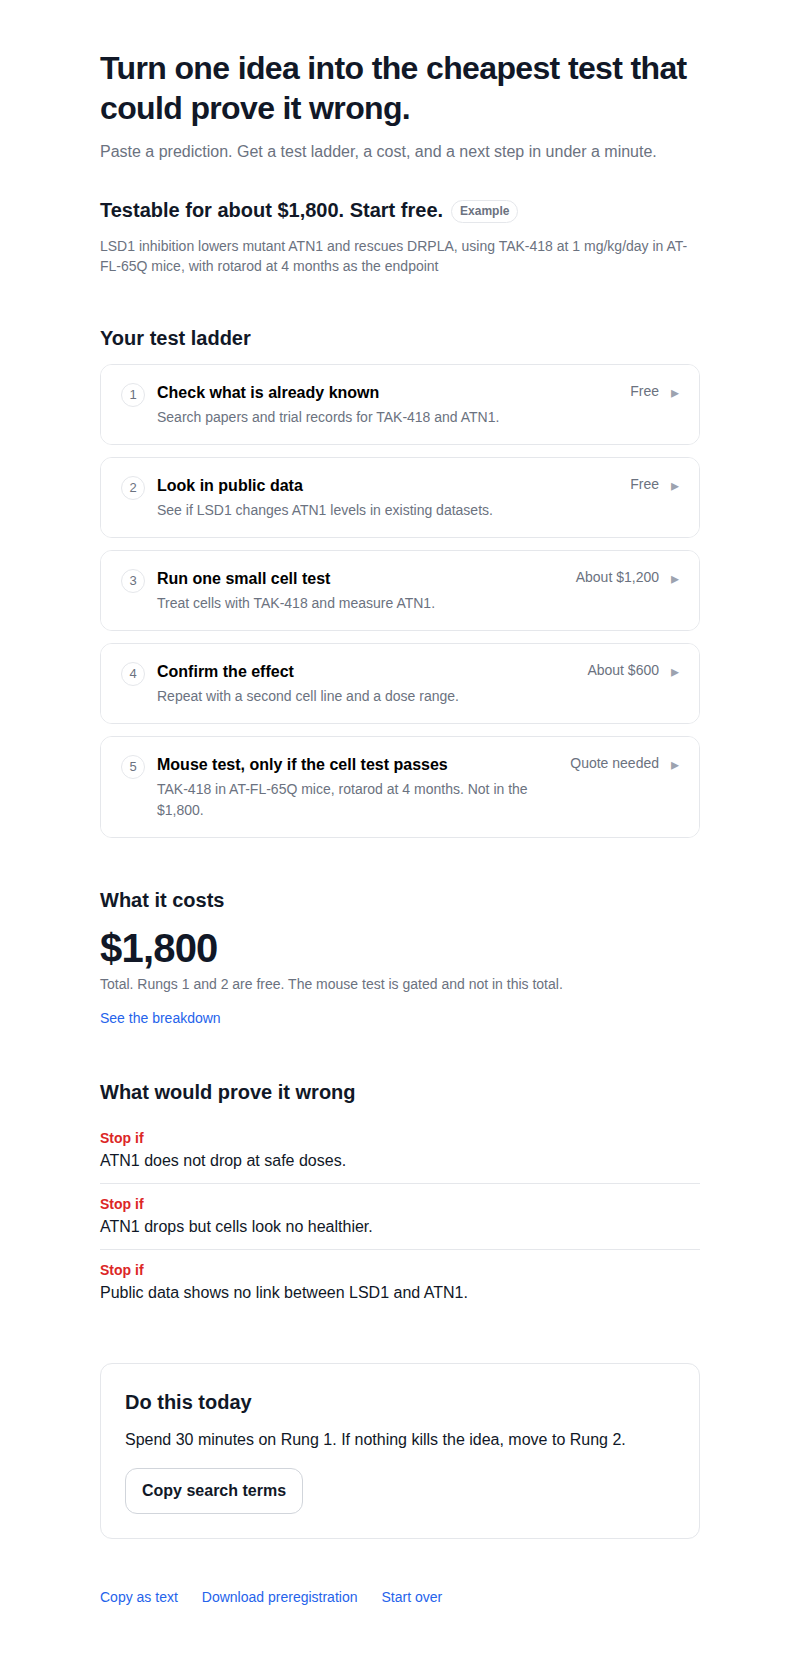 Turn one idea into the cheapest test that
could prove it wrong.
Paste a prediction. Get a test ladder, a cost, and a next step in under a minute.
Testable for about $1,800. Start free. Example
LSD1 inhibition lowers mutant ATN1 and rescues DRPLA, using TAK-418 at 1 mg/kg/day in AT-
FL-65Q mice, with rotarod at 4 months as the endpoint
Your test ladder
1 Check what is already known Free ▶
Search papers and trial records for TAK-418 and ATN1.
2 Look in public data Free ▶
See if LSD1 changes ATN1 levels in existing datasets.
3 Run one small cell test About $1,200 ▶
Treat cells with TAK-418 and measure ATN1.
4 Confirm the effect About $600 ▶
Repeat with a second cell line and a dose range.
5 Mouse test, only if the cell test passes Quote needed ▶
TAK-418 in AT-FL-65Q mice, rotarod at 4 months. Not in the
$1,800.
What it costs
$1,800
Total. Rungs 1 and 2 are free. The mouse test is gated and not in this total.
See the breakdown
What would prove it wrong
Stop if
ATN1 does not drop at safe doses.
Stop if
ATN1 drops but cells look no healthier.
Stop if
Public data shows no link between LSD1 and ATN1.
Do this today
Spend 30 minutes on Rung 1. If nothing kills the idea, move to Rung 2.
Copy search terms
Copy as text Download preregistration Start over